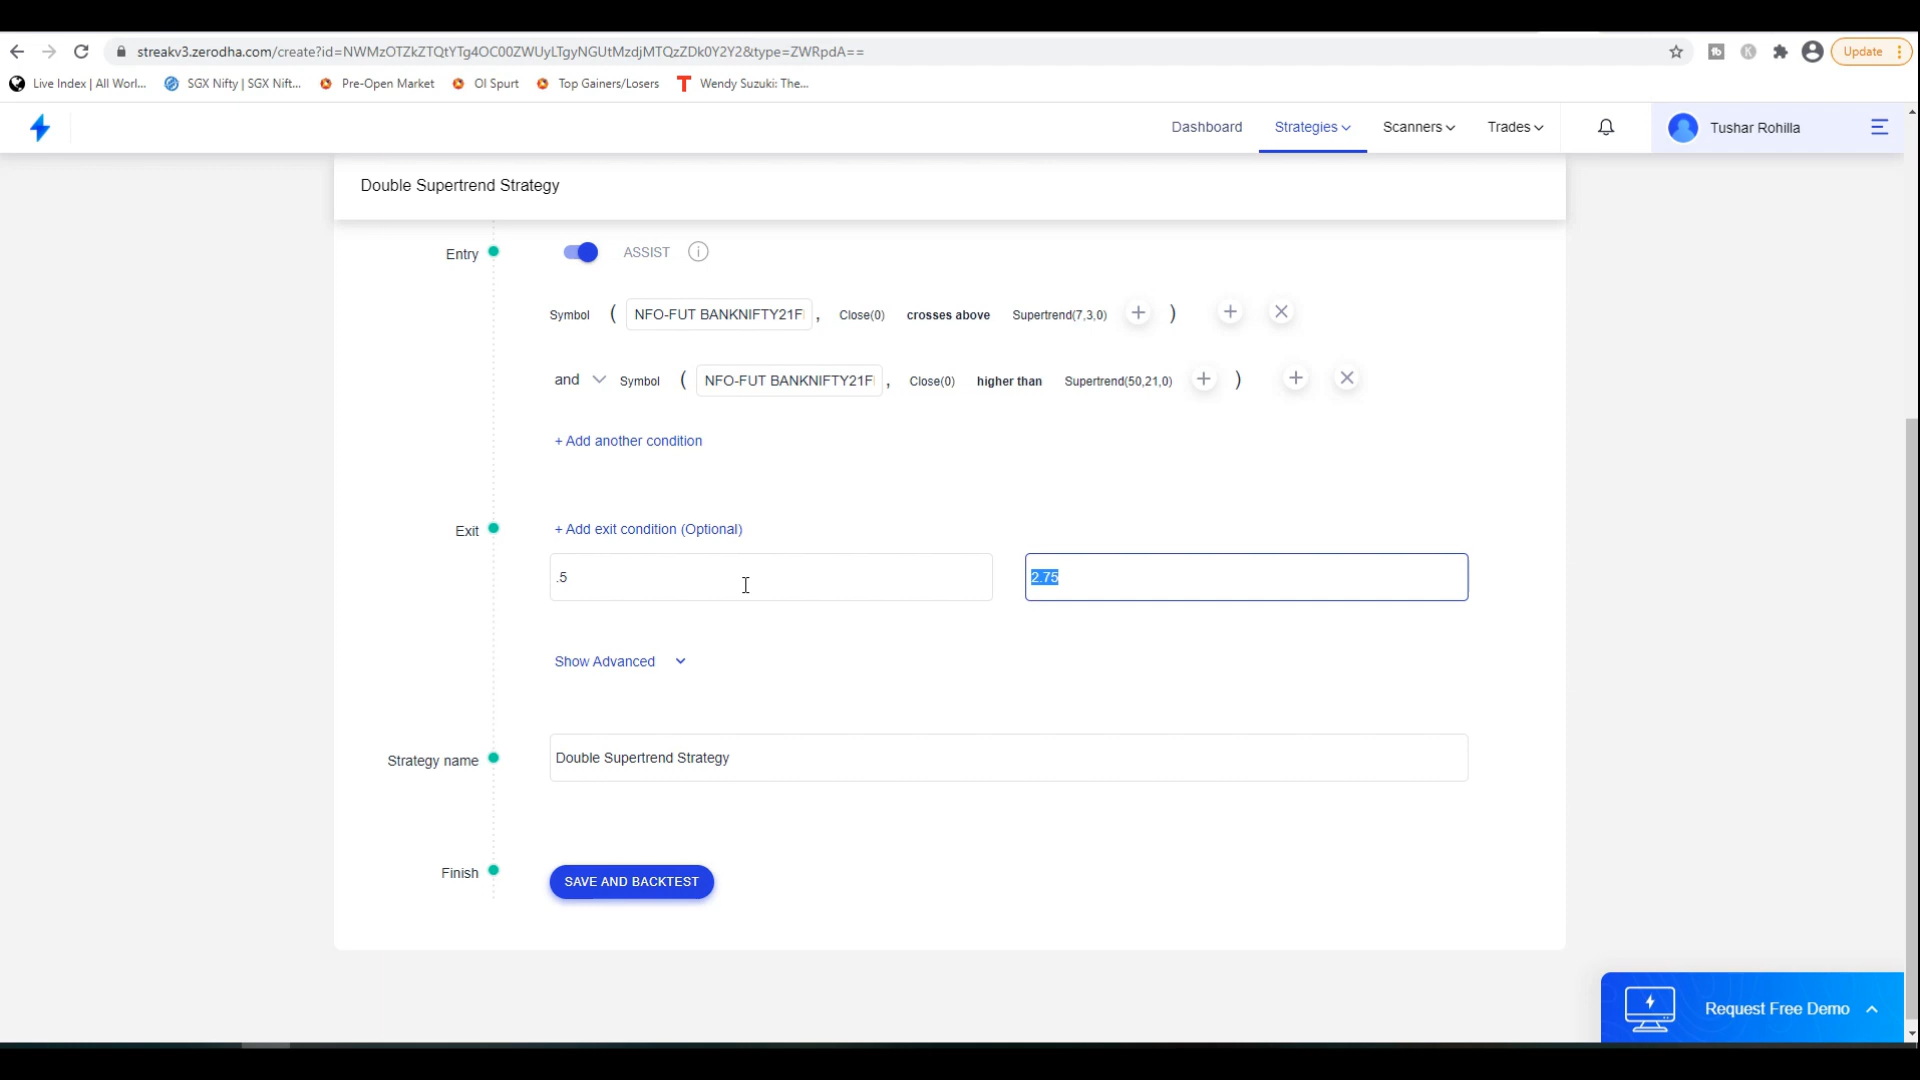 streakv3.zerodha.com/create?id=NWMzOTZkZTQtYTg4OC00ZWUyLTgyNGUtMzdjMTQzZDk0Y2Y2&type=ZWRpdA==
Update
Live Index | All Worl...
SGX Nifty | SGX Nift...
Pre-Open Market
OI Spurt
Top Gainers/Losers
Wendy Suzuki: The...
Dashboard
Strategies
Scanners
Trades
Tushar Rohilla
Double Supertrend Strategy
Entry
ASSIST
Symbol ( NFO-FUT BANKNIFTY21F , Close(0) crosses above Supertrend(7,3,0) + ) +
and Symbol ( NFO-FUT BANKNIFTY21F , Close(0) higher than Supertrend(50,21,0) + ) +
+ Add another condition
Exit
+ Add exit condition (Optional)
.5
2.75
Show Advanced
Strategy name
Double Supertrend Strategy
Finish
SAVE AND BACKTEST
Request Free Demo